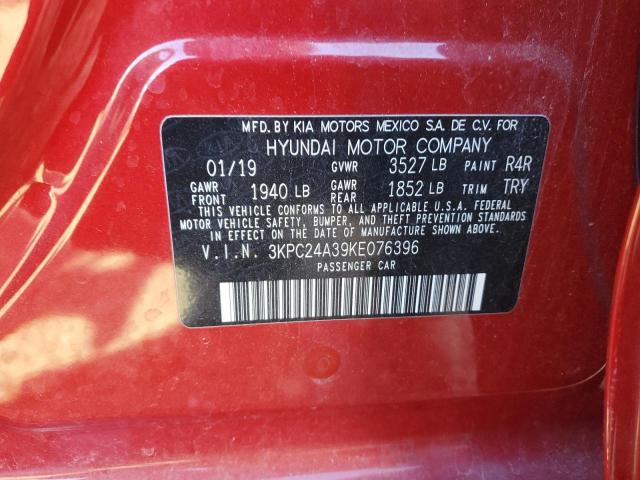 MFD. BY KIA MOTORS MEXICO S.A. DE C.V. FOR
HYUNDAI MOTOR COMPANY
01/19 GVWR 3527 LB PAINT R4R
GAWR FRONT 1940 LB GAWR REAR 1852 LB TRIM TRY
THIS VEHICLE CONFORMS TO ALL APPLICABLE U.S.A. FEDERAL
MOTOR VEHICLE SAFETY, BUMPER, AND THEFT PREVENTION STANDARDS
IN EFFECT ON THE DATE OF MANUFACTURE SHOWN ABOVE.
V.I.N. 3KPC24A39KE076396
PASSENGER CAR